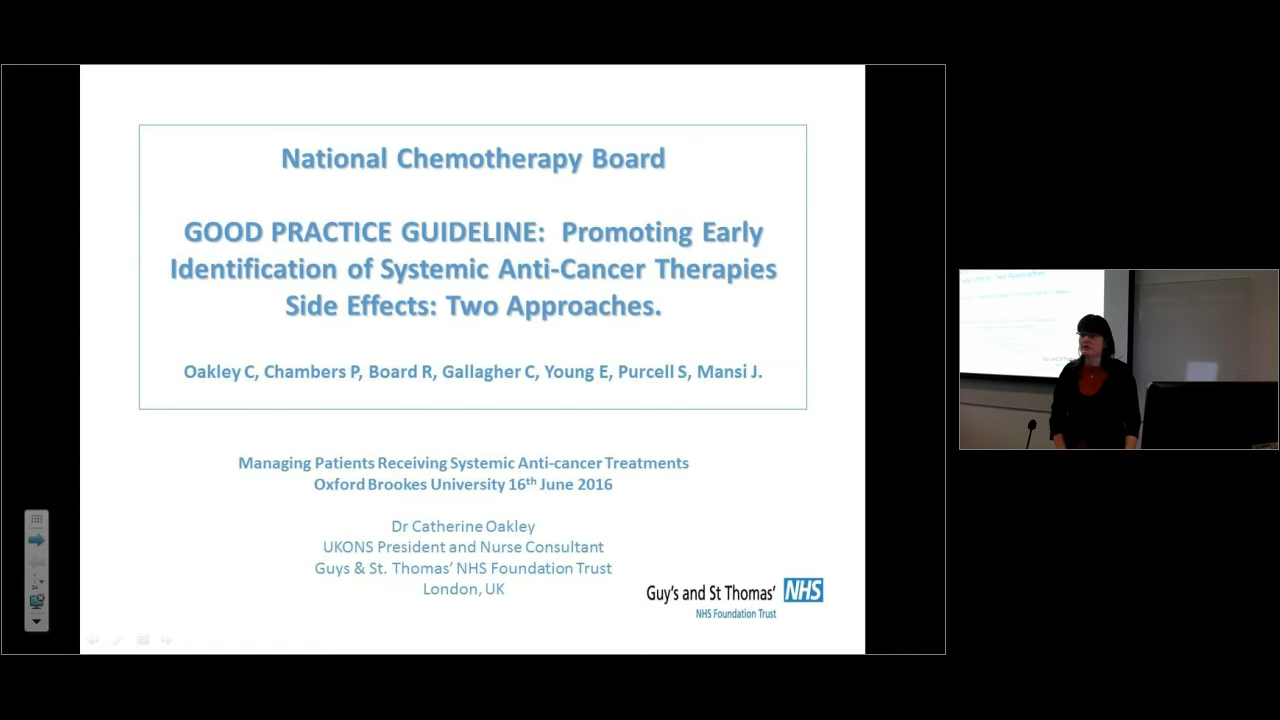 National Chemotherapy Board
GOOD PRACTICE GUIDELINE: Promoting Early
Identification of Systemic Anti-Cancer Therapies
Side Effects: Two Approaches.
Oakley C, Chambers P, Board R, Gallagher C, Young E, Purcell S, Mansi J.
Managing Patients Receiving Systemic Anti-cancer Treatments
Oxford Brookes University 16th June 2016
Dr Catherine Oakley
UKONS President and Nurse Consultant
Guys & St. Thomas’ NHS Foundation Trust
London, UK
Guy’s and St Thomas’ NHS
NHS Foundation Trust